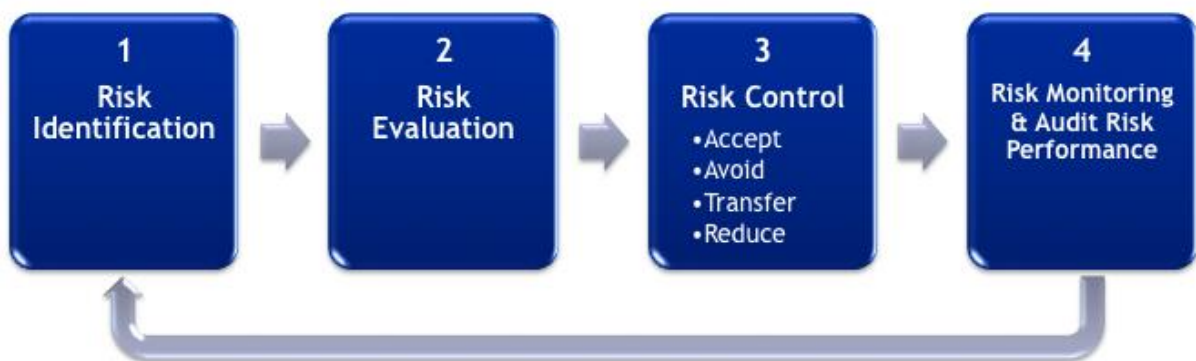 1
Risk
Identification
2
Risk
Evaluation
3
Risk Control
•Accept
•Avoid
•Transfer
•Reduce
4
Risk Monitoring
& Audit Risk
Performance